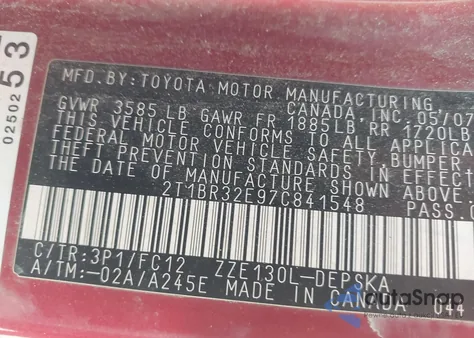 53
0250253
MFD.BY:TOYOTA MOTOR MANUFACTURING
CANADA, INC. 05/07
GVWR 3585 LB GAWR FR 1885LB RR 1720LB
THIS VEHICLE CONFORMS TO ALL APPLICA
FEDERAL MOTOR VEHICLE SAFETY, BUMPER,
THEFT PREVENTION STANDARDS IN EFFECT
THE DATE OF MANUFACTURE SHOWN ABOVE.
2T1BR32E97C841548 PASS.C
C/TR:3P1/FC12 ZZE130L-DEPSKA
A/TM:-02A/A245E MADE IN CANADA 044
autoSnap